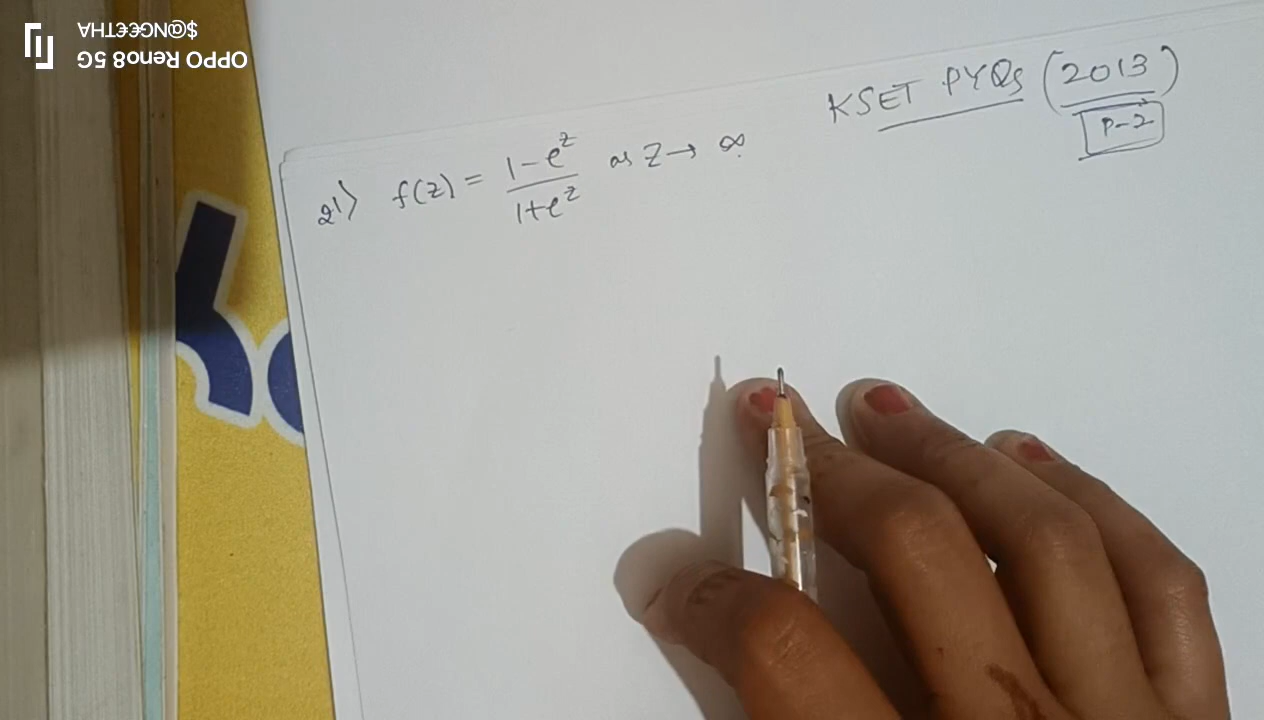 KSET PYQs (2013)
P-2
21) f(z) = 1-e^z / 1+e^z as z → ∞
$@NGEETHA
OPPO Reno8 5G